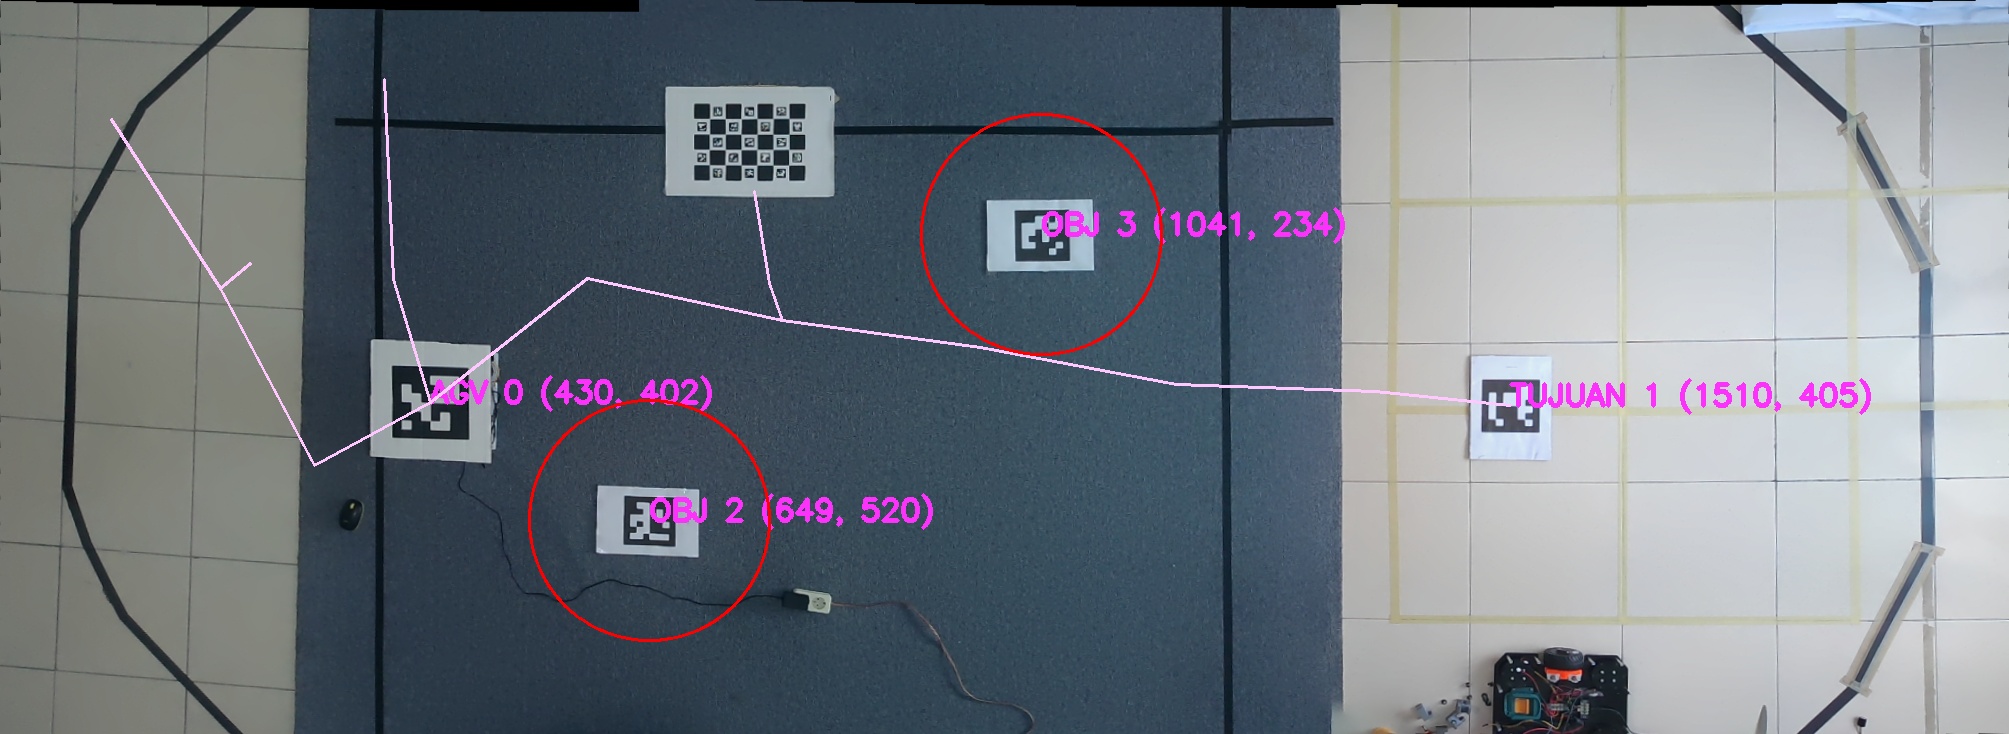 OBJ 3 (1041, 234)
AGV 0 (430, 402)
TUJUAN 1 (1510, 405)
OBJ 2 (649, 520)